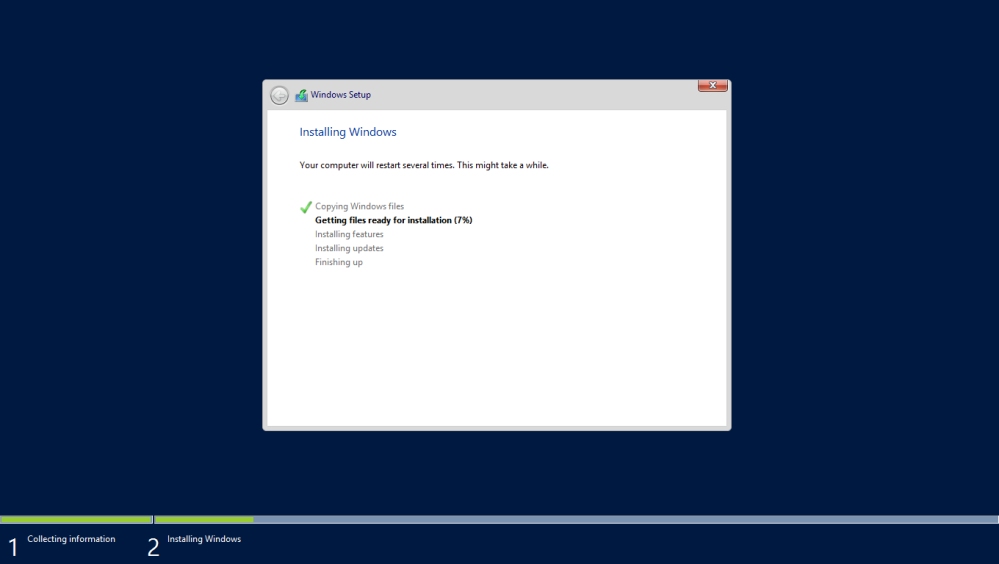 Windows Setup
Installing Windows
Your computer will restart several times. This might take a while.
Copying Windows files
Getting files ready for installation (7%)
Installing features
Installing updates
Finishing up
1 Collecting information
2 Installing Windows